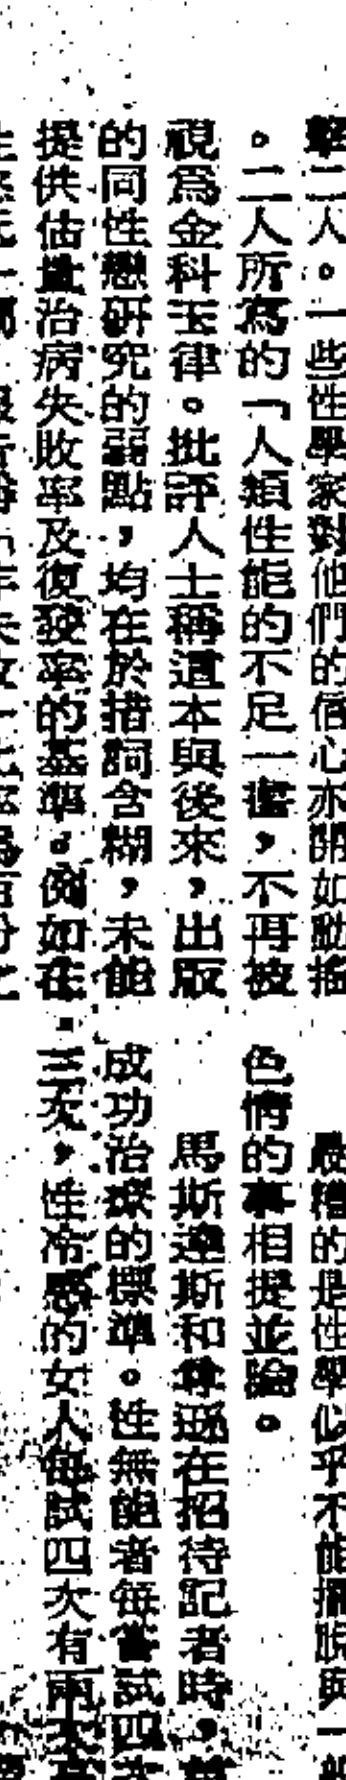 擊二人。一些性學家對他們的信心亦開如動搖
。二人所寫的「人類性能的不足一書，不再被
視爲金科玉律。批評人士稱這本與後來，出版
的同性戀研究的弱點，均在於措詞含糊，未能
提供估量治病失敗率及復發率的基準。例如在
最糟的是性學似乎不能擺脫與一般
色情的事相提並論。
馬斯達斯和尊遜在招待記者時，
成功治療的標準。性無能者每嘗試四次
三次，性冷感的女人每試四次有兩次